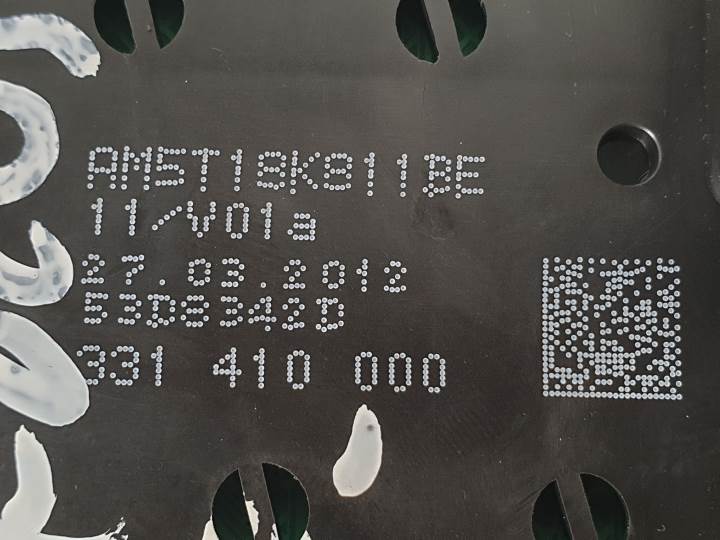 AM5T18K811BE
11/V01a
27.03.2012
53D8342D
331 410 000